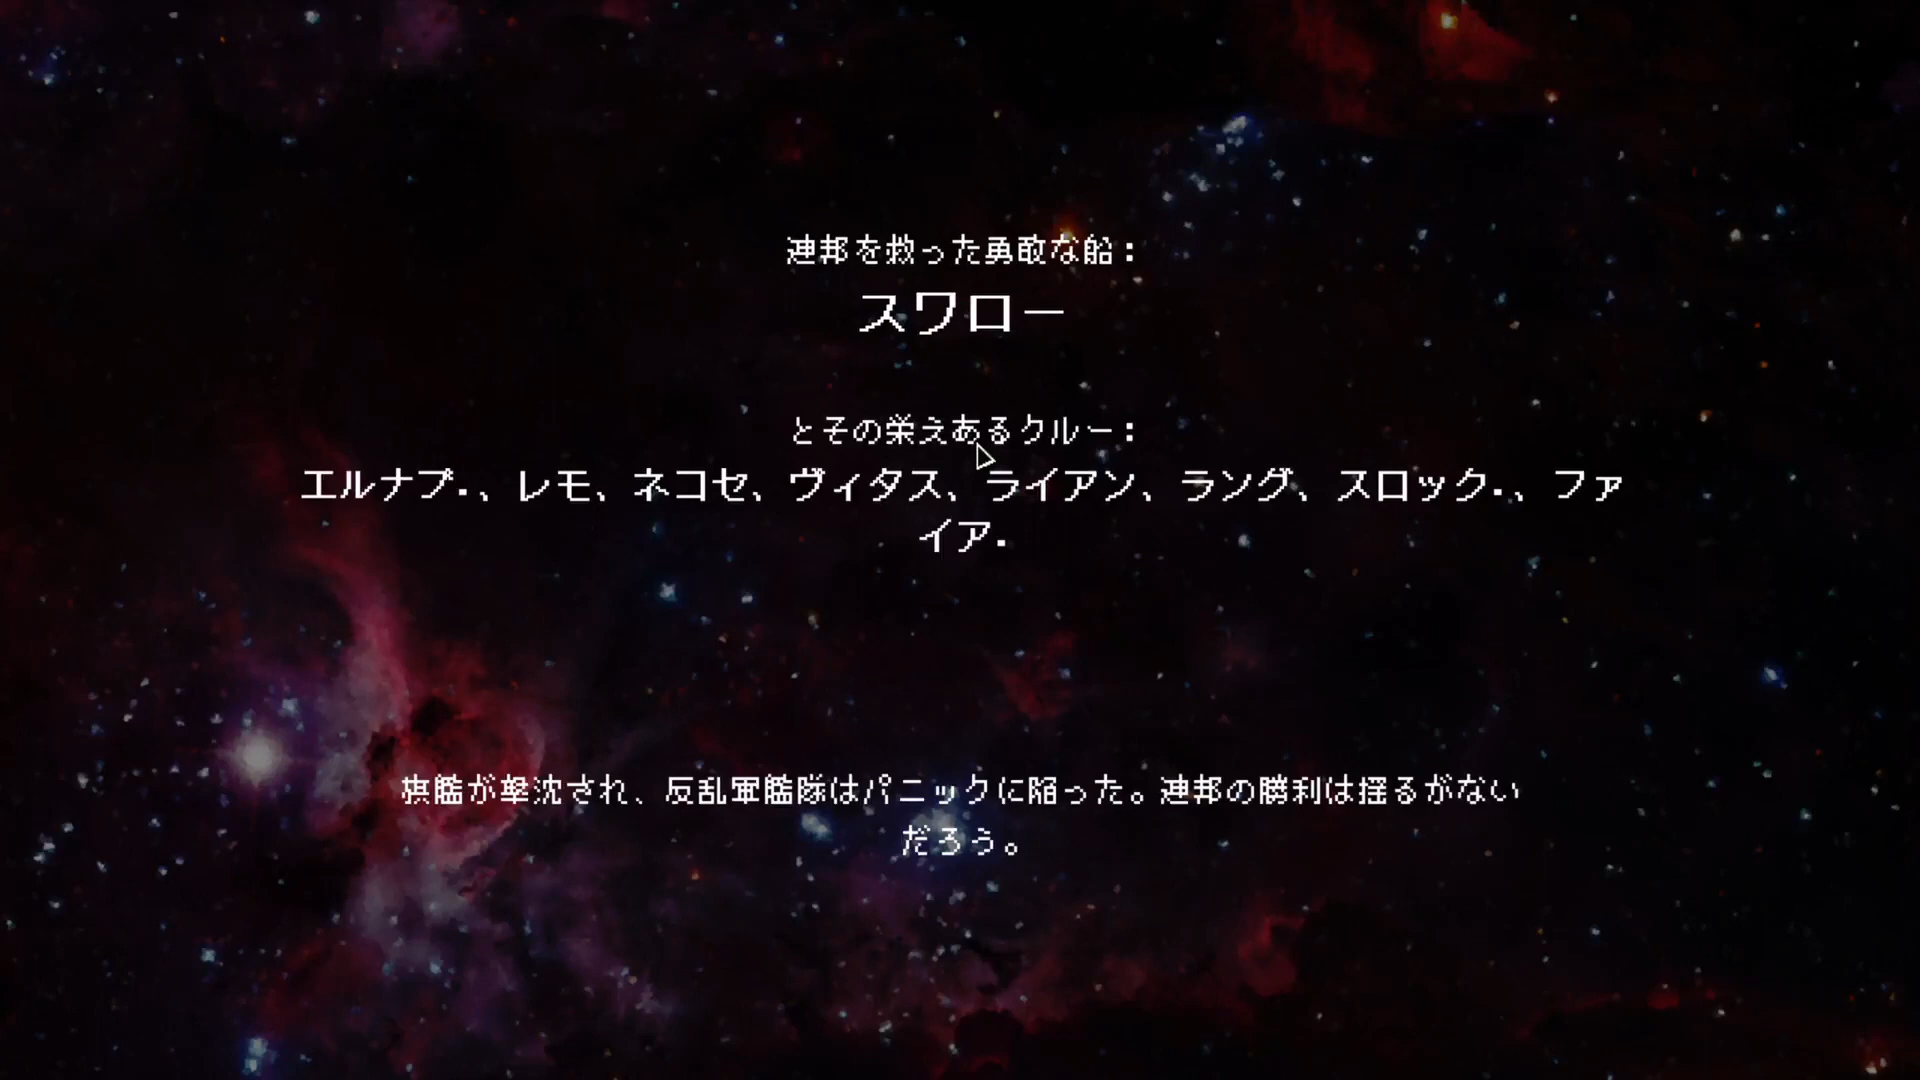 連邦を救った勇敢な船：
スワロー
とその栄えあるクルー：
エルナプ.、レモ、ネコセ、ヴィタス、ライアン、ラング、スロック.、ファ
イア.
旗艦が撃沈され、反乱軍艦隊はパニックに陥った。連邦の勝利は揺るがない
だろう。